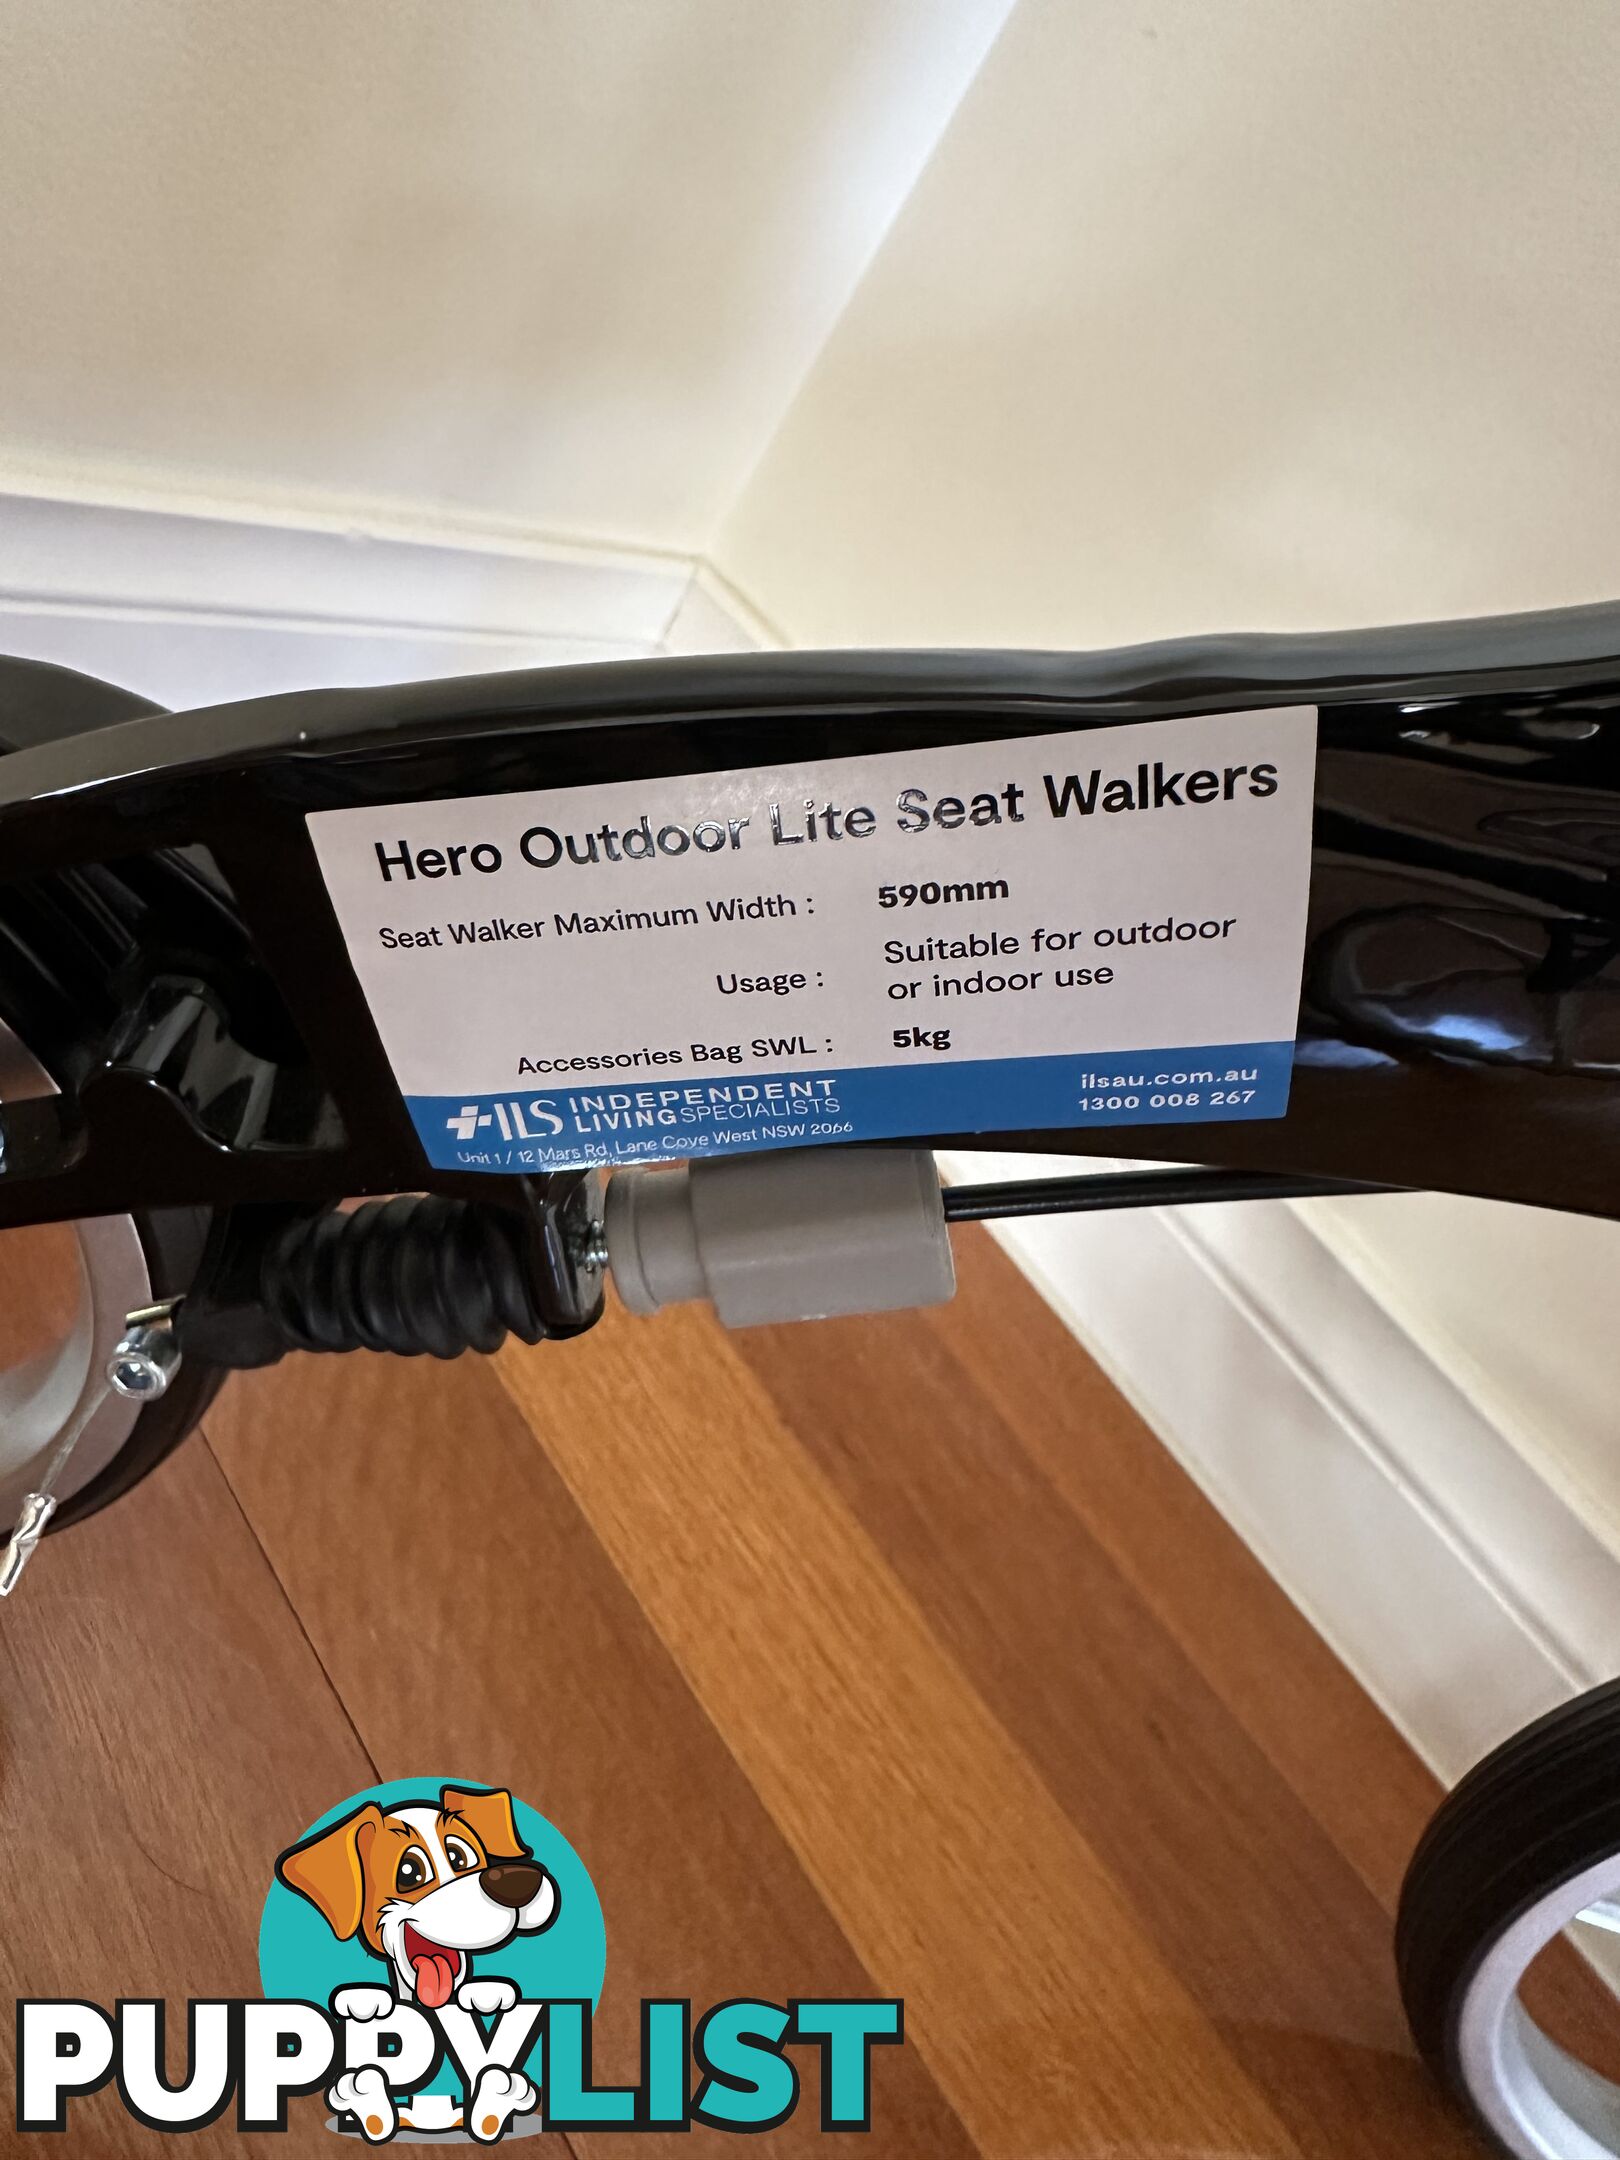 Hero Outdoor Lite Seat Walkers
Seat Walker Maximum Width : 590mm
Usage : Suitable for outdoor
or indoor use
Accessories Bag SWL : 5kg
ILS INDEPENDENT
LIVING SPECIALISTS
Unit 1 / 12 Mars Rd, Lane Cove West NSW 2066
ilsau.com.au
1300 008 267
PUPPYLIST